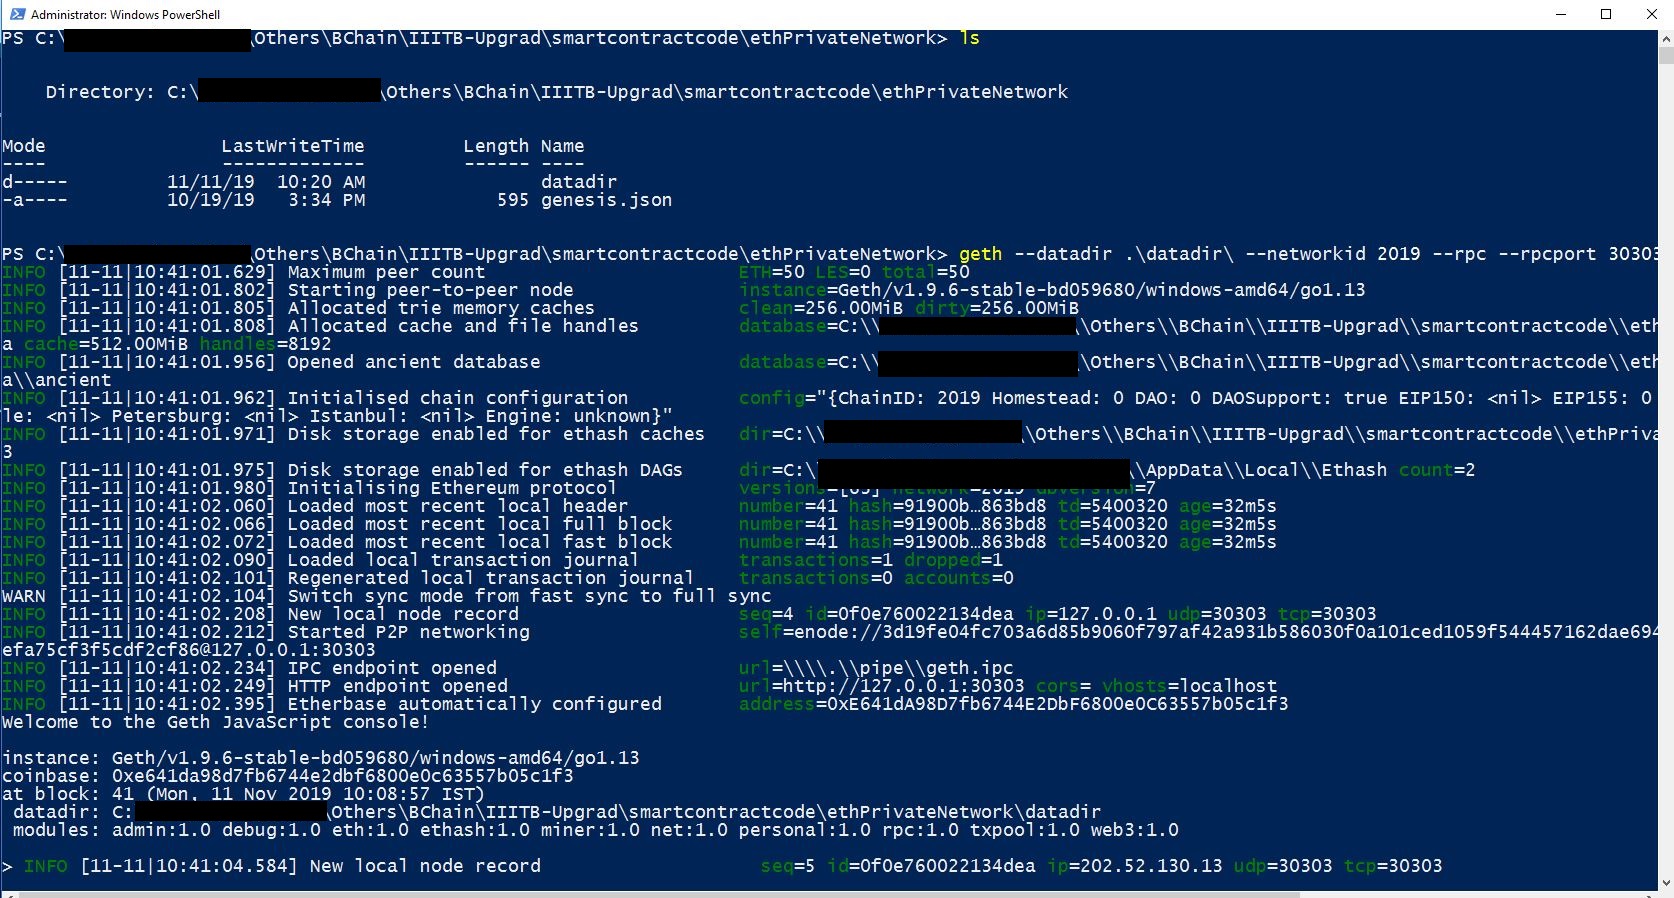 Administrator: Windows PowerShell
PS C:\ \Others\BChain\IIITB-Upgrad\smartcontractcode\ethPrivateNetwork> ls
Directory: C:\ \Others\BChain\IIITB-Upgrad\smartcontractcode\ethPrivateNetwork
Mode LastWriteTime Length Name
---- ------------- ------ ----
d----- 11/11/19 10:20 AM datadir
-a---- 10/19/19 3:34 PM 595 genesis.json
PS C:\ \Others\BChain\IIITB-Upgrad\smartcontractcode\ethPrivateNetwork> geth --datadir .\datadir\ --networkid 2019 --rpc --rpcport 30303
INFO [11-11|10:41:01.629] Maximum peer count ETH=50 LES=0 total=50
INFO [11-11|10:41:01.802] Starting peer-to-peer node instance=Geth/v1.9.6-stable-bd059680/windows-amd64/go1.13
INFO [11-11|10:41:01.805] Allocated trie memory caches clean=256.00MiB dirty=256.00MiB
INFO [11-11|10:41:01.808] Allocated cache and file handles database=C:\\ \\Others\\BChain\\IIITB-Upgrad\\smartcontractcode\\eth
a cache=512.00MiB handles=8192
INFO [11-11|10:41:01.956] Opened ancient database database=C:\\ \\Others\\BChain\\IIITB-Upgrad\\smartcontractcode\\eth
a\\ancient
INFO [11-11|10:41:01.962] Initialised chain configuration config="{ChainID: 2019 Homestead: 0 DAO: 0 DAOSupport: true EIP150: <nil> EIP155: 0
le: <nil> Petersburg: <nil> Istanbul: <nil> Engine: unknown}"
INFO [11-11|10:41:01.971] Disk storage enabled for ethash caches dir=C:\\ \\Others\\BChain\\IIITB-Upgrad\\smartcontractcode\\ethPriva
3
INFO [11-11|10:41:01.975] Disk storage enabled for ethash DAGs dir=C:\\ \\AppData\\Local\\Ethash count=2
INFO [11-11|10:41:01.980] Initialising Ethereum protocol versions=[63] network=2019 dbversion=7
INFO [11-11|10:41:02.060] Loaded most recent local header number=41 hash=91900b…863bd8 td=5400320 age=32m5s
INFO [11-11|10:41:02.066] Loaded most recent local full block number=41 hash=91900b…863bd8 td=5400320 age=32m5s
INFO [11-11|10:41:02.072] Loaded most recent local fast block number=41 hash=91900b…863bd8 td=5400320 age=32m5s
INFO [11-11|10:41:02.090] Loaded local transaction journal transactions=1 dropped=1
INFO [11-11|10:41:02.101] Regenerated local transaction journal transactions=0 accounts=0
WARN [11-11|10:41:02.104] Switch sync mode from fast sync to full sync
INFO [11-11|10:41:02.208] New local node record seq=4 id=0f0e760022134dea ip=127.0.0.1 udp=30303 tcp=30303
INFO [11-11|10:41:02.212] Started P2P networking self=enode://3d19fe04fc703a6d85b9060f797af42a931b586030f0a101ced1059f544457162dae694
efa75cf3f5cdf2cf86@127.0.0.1:30303
INFO [11-11|10:41:02.234] IPC endpoint opened url=\\\\.\\pipe\\geth.ipc
INFO [11-11|10:41:02.249] HTTP endpoint opened url=http://127.0.0.1:30303 cors= vhosts=localhost
INFO [11-11|10:41:02.395] Etherbase automatically configured address=0xE641dA98D7fb6744E2DbF6800e0C63557b05c1f3
Welcome to the Geth JavaScript console!
instance: Geth/v1.9.6-stable-bd059680/windows-amd64/go1.13
coinbase: 0xe641da98d7fb6744e2dbf6800e0c63557b05c1f3
at block: 41 (Mon, 11 Nov 2019 10:08:57 IST)
datadir: C: \Others\BChain\IIITB-Upgrad\smartcontractcode\ethPrivateNetwork\datadir
modules: admin:1.0 debug:1.0 eth:1.0 ethash:1.0 miner:1.0 net:1.0 personal:1.0 rpc:1.0 txpool:1.0 web3:1.0
> INFO [11-11|10:41:04.584] New local node record seq=5 id=0f0e760022134dea ip=202.52.130.13 udp=30303 tcp=30303